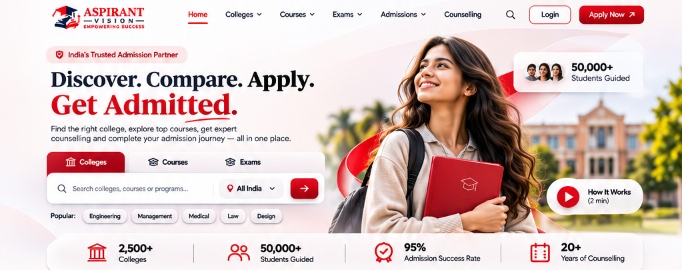 ASPIRANT
VISION
EMPOWERING SUCCESS
Home
Colleges
Courses
Exams
Admissions
Counselling
Login
Apply Now
India's Trusted Admission Partner
Discover. Compare. Apply.
Get Admitted.
Find the right college, explore top courses, get expert
counselling and complete your admission journey — all in one place.
50,000+
Students Guided
Colleges
Courses
Exams
Search colleges, courses or programs...
All India
Popular:
Engineering
Management
Medical
Law
Design
How It Works
(2 min)
2,500+
Colleges
50,000+
Students Guided
95%
Admission Success Rate
20+
Years of Counselling